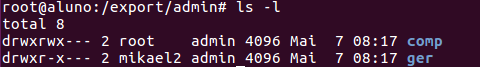 root@aluno:/export/admin# ls -l
total 8
drwxrwx--- 2 root    admin 4096 Mai  7 08:17 comp
drwxr-x--- 2 mikael2 admin 4096 Mai  7 08:17 ger